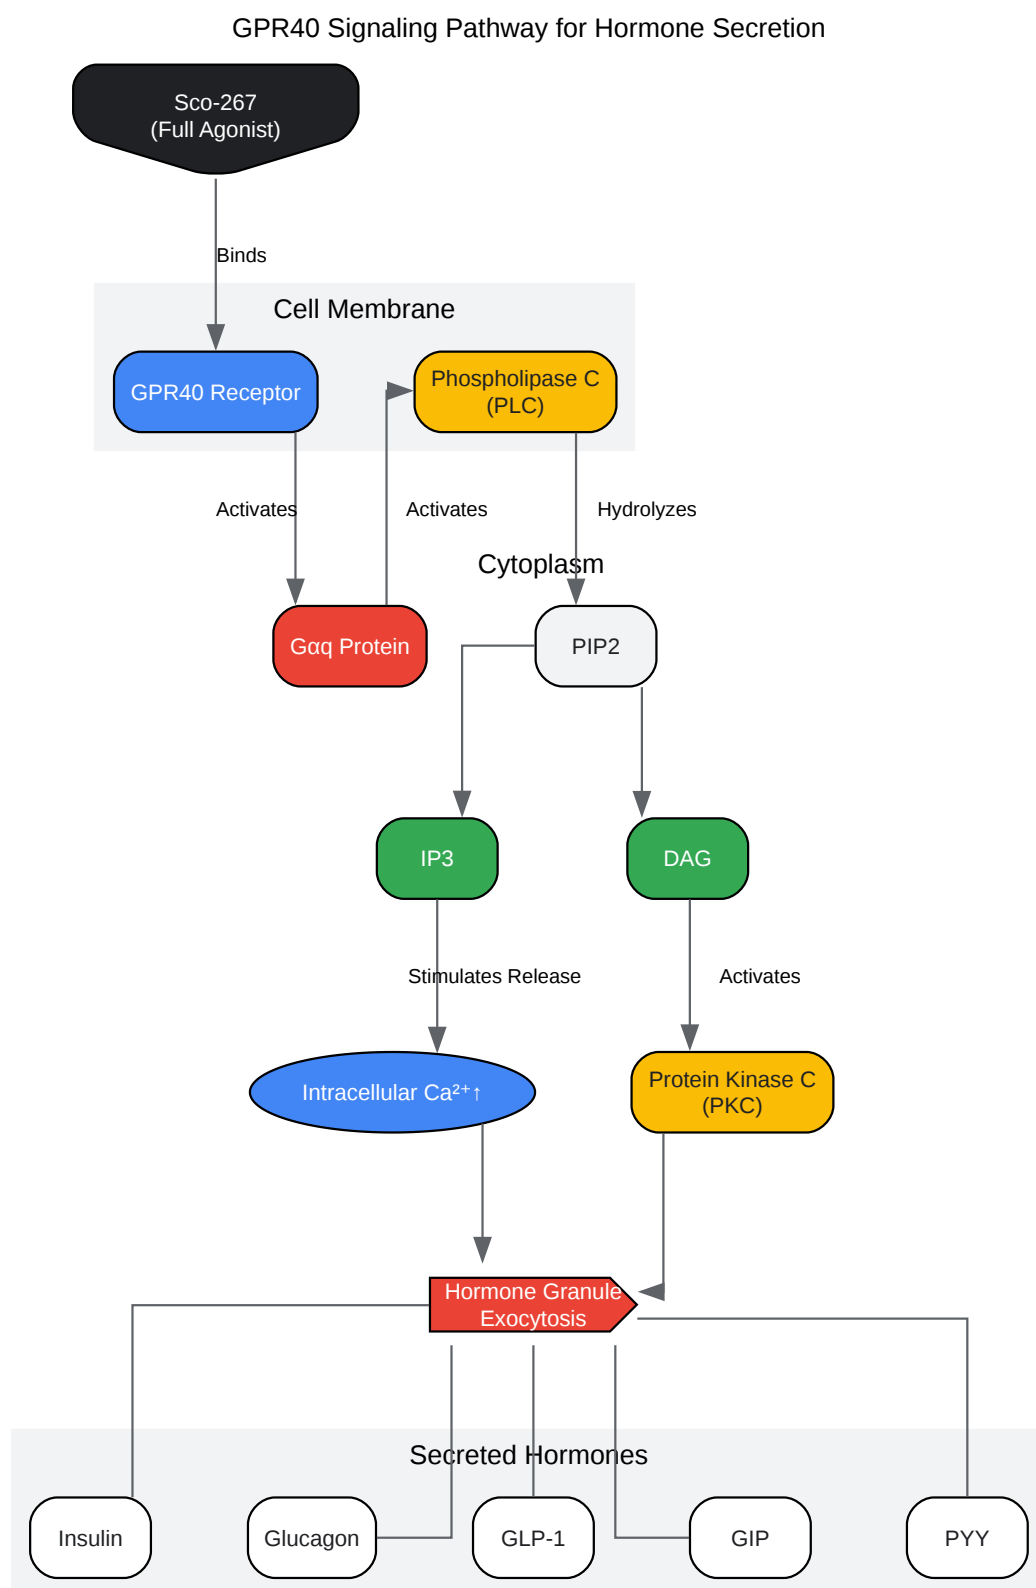 GPR40 Signaling Pathway for Hormone Secretion
Sco-267
(Full Agonist)
Binds
Cell Membrane
GPR40 Receptor
Phospholipase C
(PLC)
Activates
Activates
Hydrolyzes
Cytoplasm
Gαq Protein
PIP2
IP3
DAG
Stimulates Release
Activates
Intracellular Ca²⁺↑
Protein Kinase C
(PKC)
Hormone Granule
Exocytosis
Secreted Hormones
Insulin
Glucagon
GLP-1
GIP
PYY